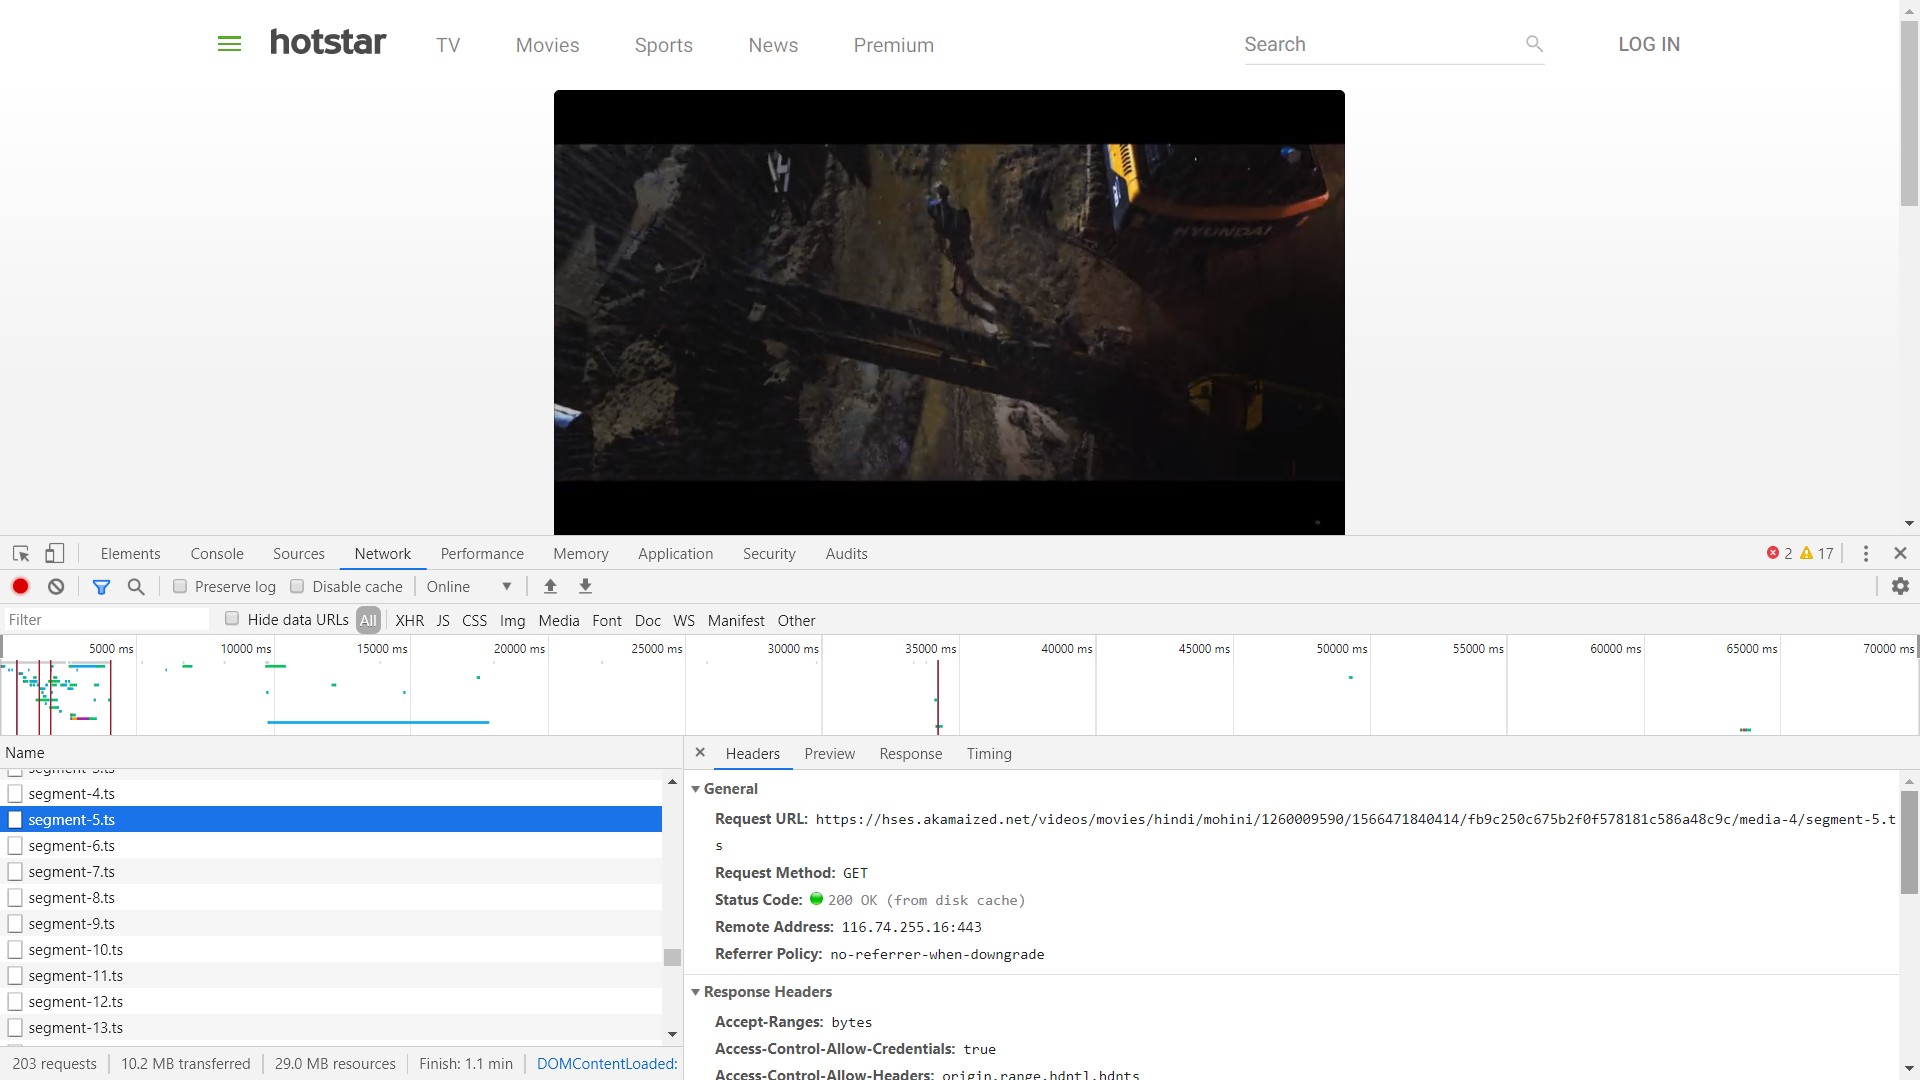 hotstar TV Movies Sports News Premium Search LOG IN
HYUNDAI
Elements Console Sources Network Performance Memory Application Security Audits 2 17
Preserve log Disable cache Online
Filter Hide data URLs All XHR JS CSS Img Media Font Doc WS Manifest Other
5000 ms 10000 ms 15000 ms 20000 ms 25000 ms 30000 ms 35000 ms 40000 ms 45000 ms 50000 ms 55000 ms 60000 ms 65000 ms 70000 ms
Name
segment-3.ts
segment-4.ts
segment-5.ts
segment-6.ts
segment-7.ts
segment-8.ts
segment-9.ts
segment-10.ts
segment-11.ts
segment-12.ts
segment-13.ts
203 requests 10.2 MB transferred 29.0 MB resources Finish: 1.1 min DOMContentLoaded:
Headers Preview Response Timing
General
Request URL: https://hses.akamaized.net/videos/movies/hindi/mohini/1260009590/1566471840414/fb9c250c675b2f0f578181c586a48c9c/media-4/segment-5.t
s
Request Method: GET
Status Code: 200 OK (from disk cache)
Remote Address: 116.74.255.16:443
Referrer Policy: no-referrer-when-downgrade
Response Headers
Accept-Ranges: bytes
Access-Control-Allow-Credentials: true
Access-Control-Allow-Headers: origin,range,hdntl,hdnts